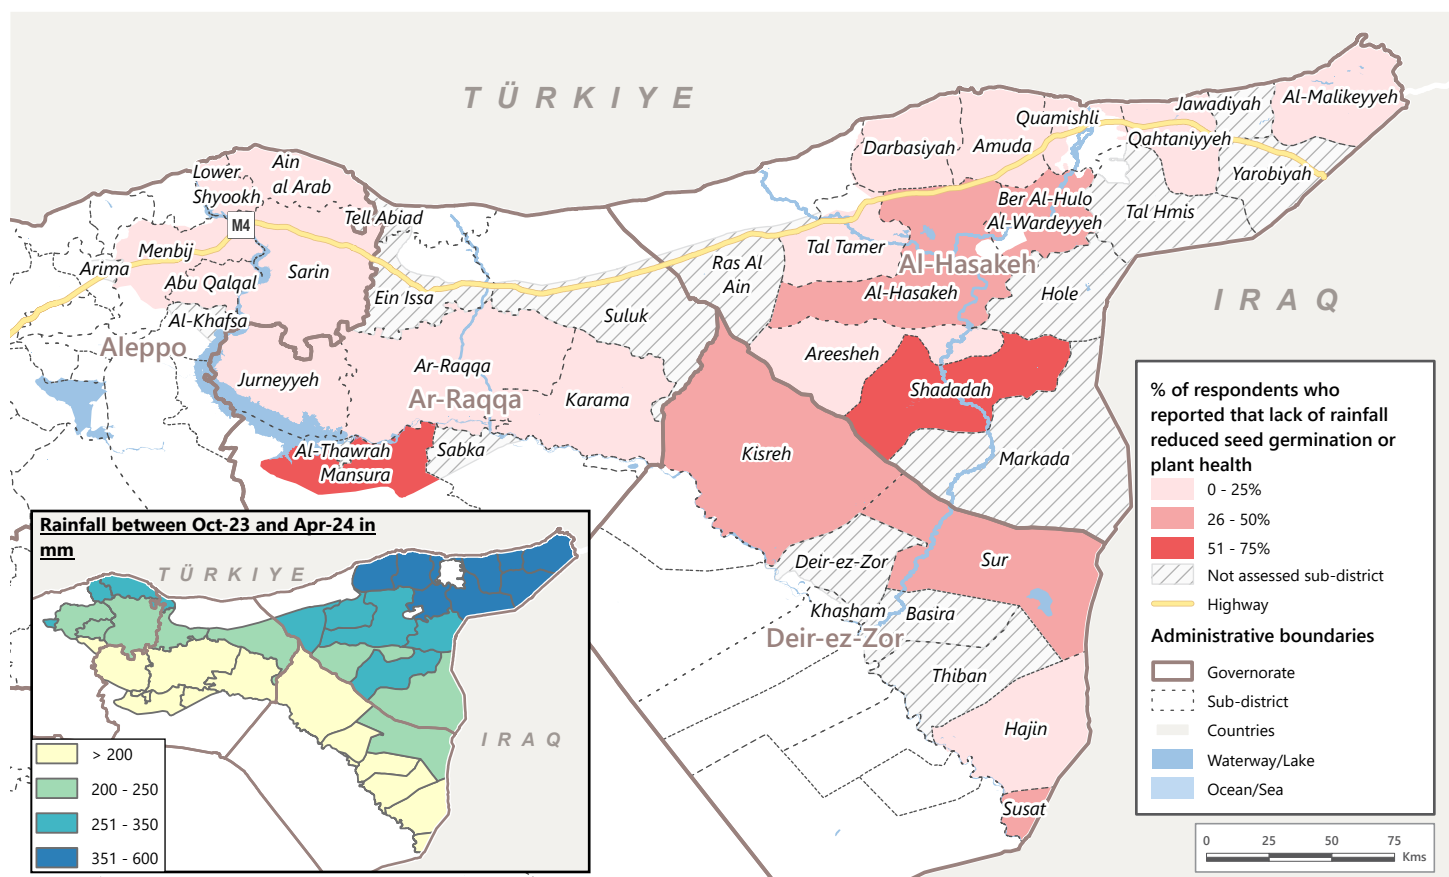 TÜRKIYE
IRAQ
Lower
Shyookh
Ain
al Arab
M4
Menbij
Arima
Abu Qalqal
Sarin
Al-Khafsa
Aleppo
Tell Abiad
Ein Issa
Suluk
Jurneyyeh
Ar-Raqqa
Ar-Raqqa
Karama
Al-Thawrah
Mansura
Sabka
Ras Al
Ain
Tal Tamer
Darbasiyah
Amuda
Quamishli
Qahtaniyyeh
Jawadiyah
Al-Malikeyyeh
Yarobiyah
Tal Hmis
Ber Al-Hulo
Al-Wardeyyeh
Al-Hasakeh
Al-Hasakeh
Hole
Areesheh
Shadadah
Markada
Kisreh
Deir-ez-Zor
Sur
Khasham
Basira
Deir-ez-Zor
Thiban
Hajin
Susat
% of respondents who
reported that lack of rainfall
reduced seed germination or
plant health
0 - 25%
26 - 50%
51 - 75%
Not assessed sub-district
Highway
Administrative boundaries
Governorate
Sub-district
Countries
Waterway/Lake
Ocean/Sea
0 25 50 75
Kms
Rainfall between Oct-23 and Apr-24 in
mm
TÜRKIYE
IRAQ
> 200
200 - 250
251 - 350
351 - 600